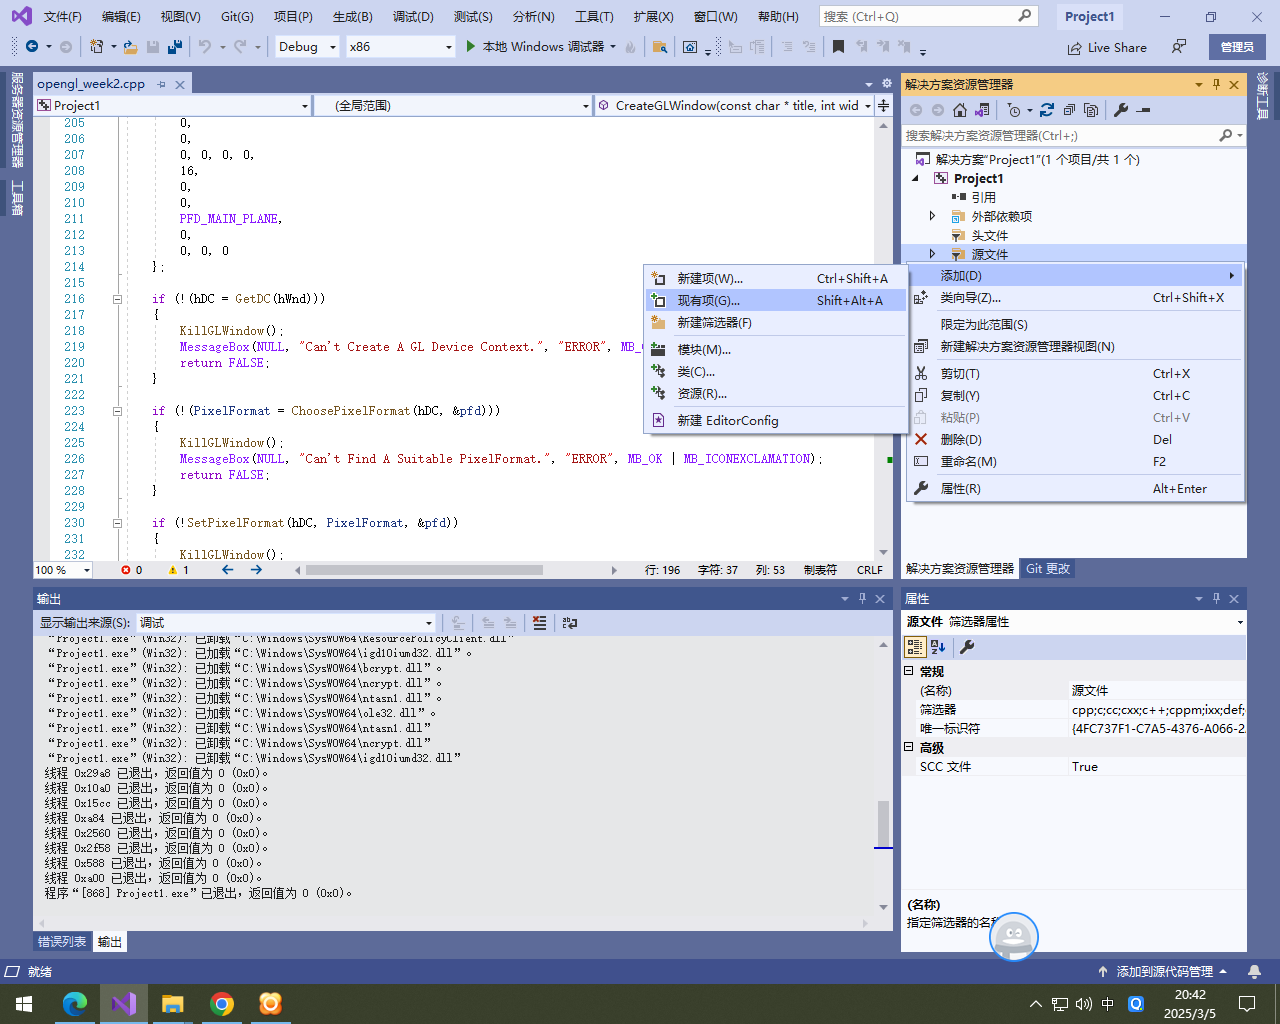 文件(F) 编辑(E) 视图(V) Git(G) 项目(P) 生成(B) 调试(D) 测试(S) 分析(N) 工具(T) 扩展(X) 窗口(W) 帮助(H) 搜索 (Ctrl+Q) Project1
Debug x86 本地 Windows 调试器 Live Share 管理员
服务器资源管理器
工具箱
opengl_week2.cpp
Project1 (全局范围) CreateGLWindow(const char * title, int wid
205 0,
206 0,
207 0, 0, 0, 0,
208 16,
209 0,
210 0,
211 PFD_MAIN_PLANE,
212 0,
213 0, 0, 0
214 };
215
216 if (!(hDC = GetDC(hWnd)))
217 {
218 KillGLWindow();
219 MessageBox(NULL, "Can't Create A GL Device Context.", "ERROR", MB_
220 return FALSE;
221 }
222
223 if (!(PixelFormat = ChoosePixelFormat(hDC, &pfd)))
224 {
225 KillGLWindow();
226 MessageBox(NULL, "Can't Find A Suitable PixelFormat.", "ERROR", MB_OK | MB_ICONEXCLAMATION);
227 return FALSE;
228 }
229
230 if (!SetPixelFormat(hDC, PixelFormat, &pfd))
231 {
232 KillGLWindow();
100 % 0 1 行: 196 字符: 37 列: 53 制表符 CRLF
新建项(W)... Ctrl+Shift+A
现有项(G)... Shift+Alt+A
新建筛选器(F)
模块(M)...
类(C)...
资源(R)...
新建 EditorConfig
解决方案资源管理器
搜索解决方案资源管理器(Ctrl+;)
解决方案"Project1"(1 个项目/共 1 个)
Project1
引用
外部依赖项
头文件
源文件
添加(D)
类向导(Z)... Ctrl+Shift+X
限定为此范围(S)
新建解决方案资源管理器视图(N)
剪切(T) Ctrl+X
复制(Y) Ctrl+C
粘贴(P) Ctrl+V
删除(D) Del
重命名(M) F2
属性(R) Alt+Enter
解决方案资源管理器 Git 更改
诊断工具
输出
显示输出来源(S): 调试
“Project1.exe”(Win32): 已卸载“C:\Windows\SysWOW64\ResourcePolicyClient.dll”
“Project1.exe”(Win32): 已加载“C:\Windows\SysWOW64\igd10iumd32.dll”。
“Project1.exe”(Win32): 已加载“C:\Windows\SysWOW64\bcrypt.dll”。
“Project1.exe”(Win32): 已加载“C:\Windows\SysWOW64\ncrypt.dll”。
“Project1.exe”(Win32): 已加载“C:\Windows\SysWOW64\ntasn1.dll”。
“Project1.exe”(Win32): 已加载“C:\Windows\SysWOW64\ole32.dll”。
“Project1.exe”(Win32): 已卸载“C:\Windows\SysWOW64\ntasn1.dll”
“Project1.exe”(Win32): 已卸载“C:\Windows\SysWOW64\ncrypt.dll”
“Project1.exe”(Win32): 已卸载“C:\Windows\SysWOW64\igd10iumd32.dll”
线程 0x29a8 已退出，返回值为 0 (0x0)。
线程 0x10a0 已退出，返回值为 0 (0x0)。
线程 0x15cc 已退出，返回值为 0 (0x0)。
线程 0xa84 已退出，返回值为 0 (0x0)。
线程 0x2560 已退出，返回值为 0 (0x0)。
线程 0x2f58 已退出，返回值为 0 (0x0)。
线程 0x588 已退出，返回值为 0 (0x0)。
线程 0xa00 已退出，返回值为 0 (0x0)。
程序“[868] Project1.exe”已退出，返回值为 0 (0x0)。
错误列表 输出
属性
源文件 筛选器属性
常规
(名称) 源文件
筛选器 cpp;c;cc;cxx;c++;cppm;ixx;def;
唯一标识符 {4FC737F1-C7A5-4376-A066-2
高级
SCC 文件 True
(名称)
指定筛选器的名
就绪 添加到源代码管理
中 20:42
2025/3/5